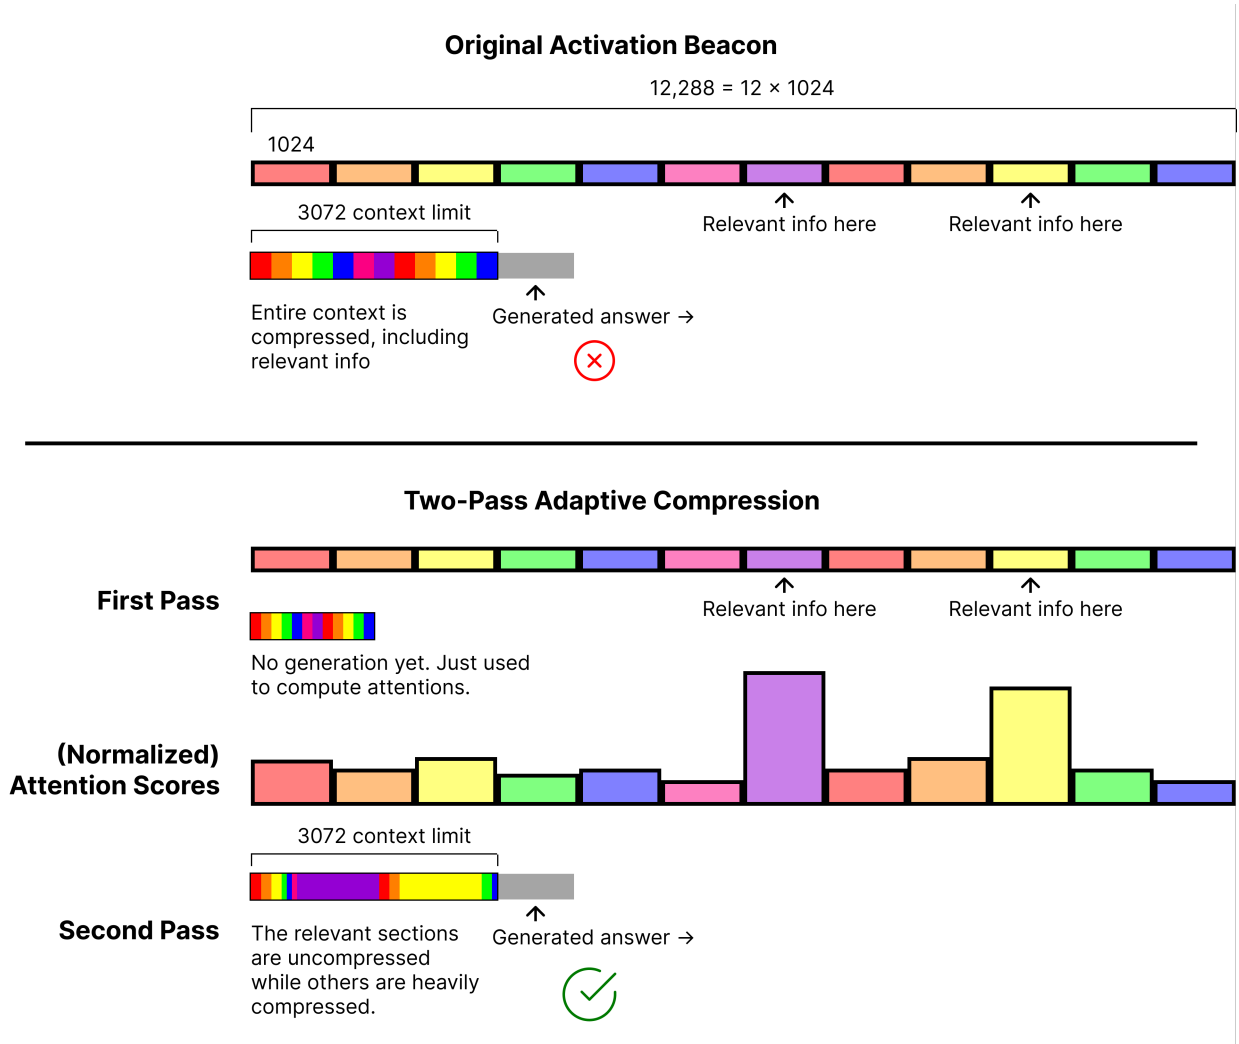 Original Activation Beacon
12,288 = 12 × 1024
1024
3072 context limit
Relevant info here
Relevant info here
Entire context is
compressed, including
relevant info
Generated answer →
Two-Pass Adaptive Compression
First Pass
Relevant info here
Relevant info here
No generation yet. Just used
to compute attentions.
(Normalized)
Attention Scores
3072 context limit
Second Pass
The relevant sections
are uncompressed
while others are heavily
compressed.
Generated answer →